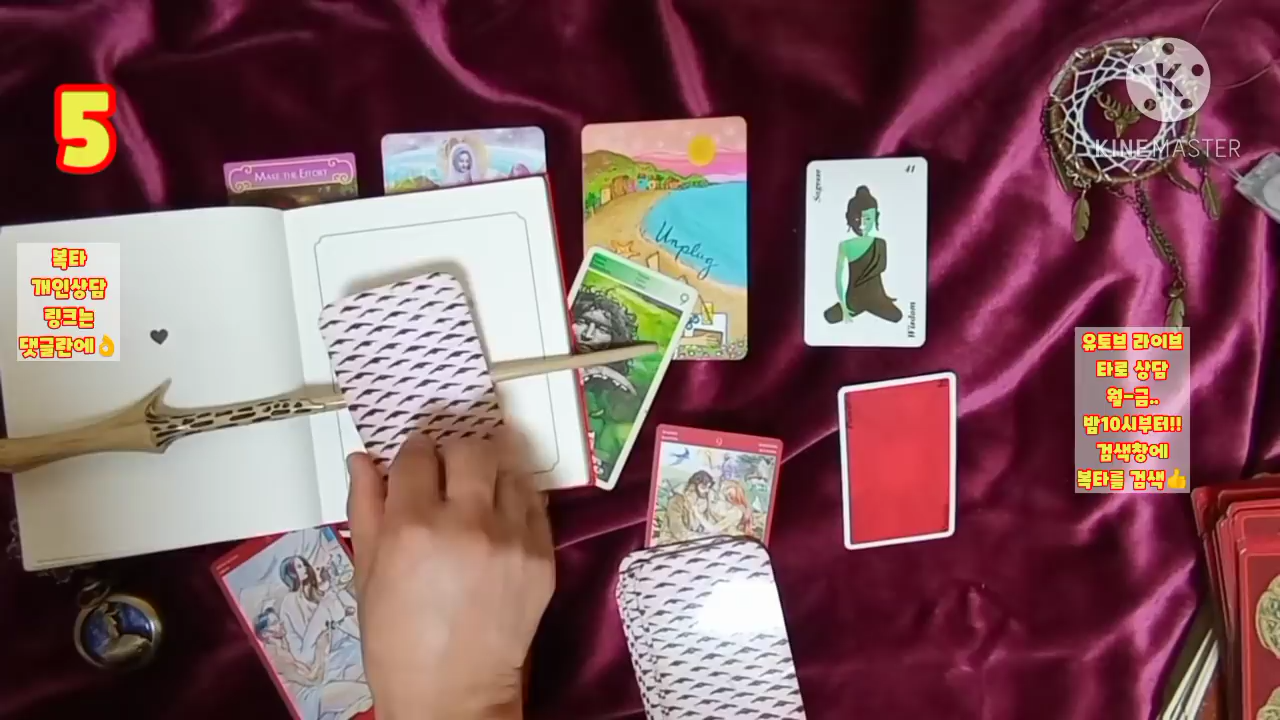 5
KINEMASTER
MAKE THE EFFORT
Unplug
Sagesse
41
Wisdom
9
복타
개인상담
링크는
댓글란에👌
유토브 라이브
타로 상담
월-금..
밤10시부터!!
검색창에
복타를 검색👍